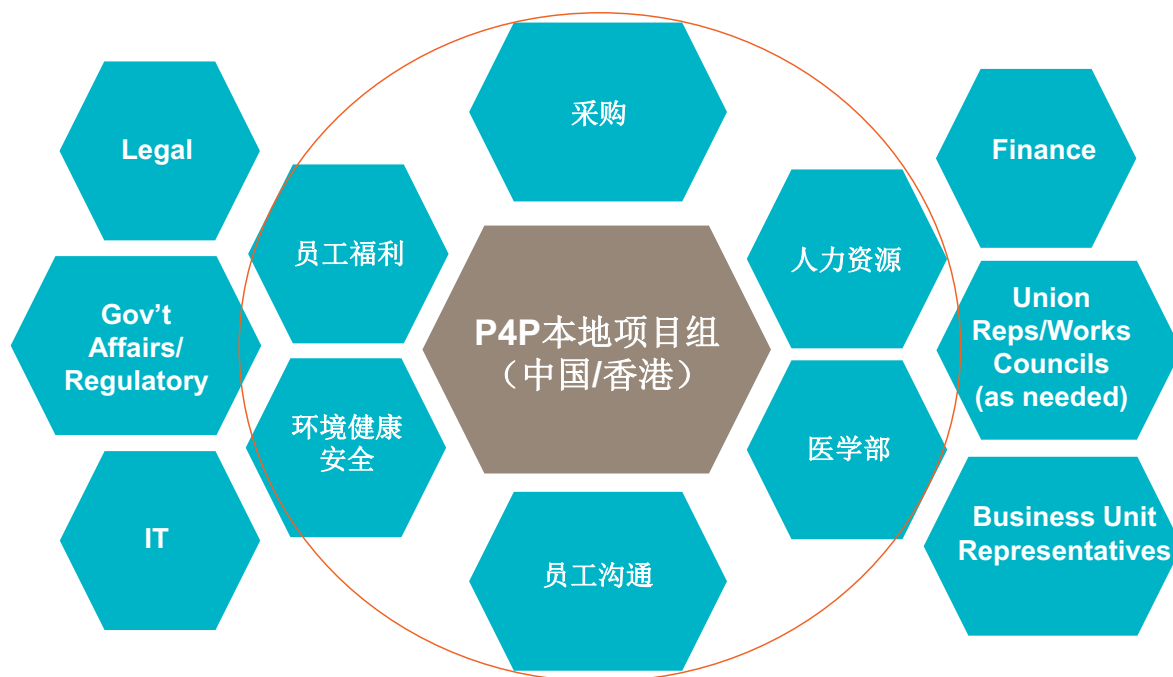 采购
Legal
Finance
员工福利
人力资源
Gov’t
Affairs/
Regulatory
P4P本地项目组
（中国/香港）
Union
Reps/Works
Councils
(as needed)
环境健康
安全
医学部
IT
Business Unit
Representatives
员工沟通